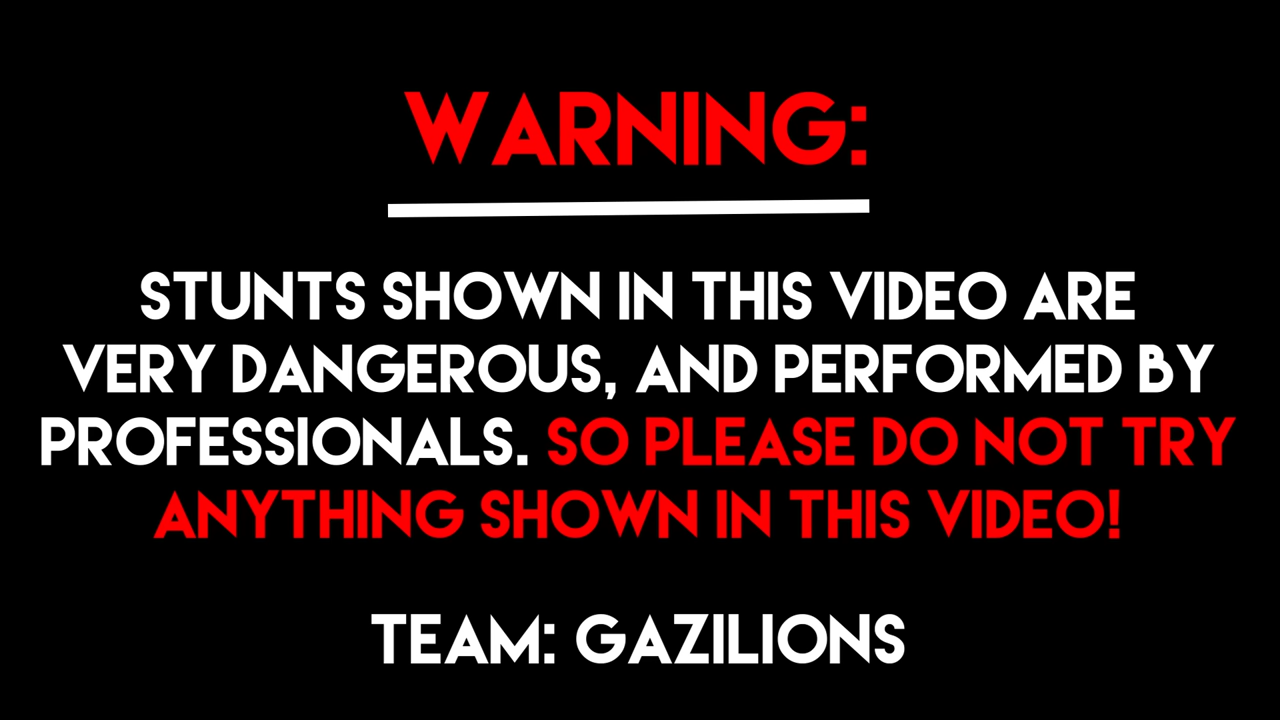 WARNING:
STUNTS SHOWN IN THIS VIDEO ARE
VERY DANGEROUS, AND PERFORMED BY
PROFESSIONALS. SO PLEASE DO NOT TRY
ANYTHING SHOWN IN THIS VIDEO!
TEAM: GAZILIONS